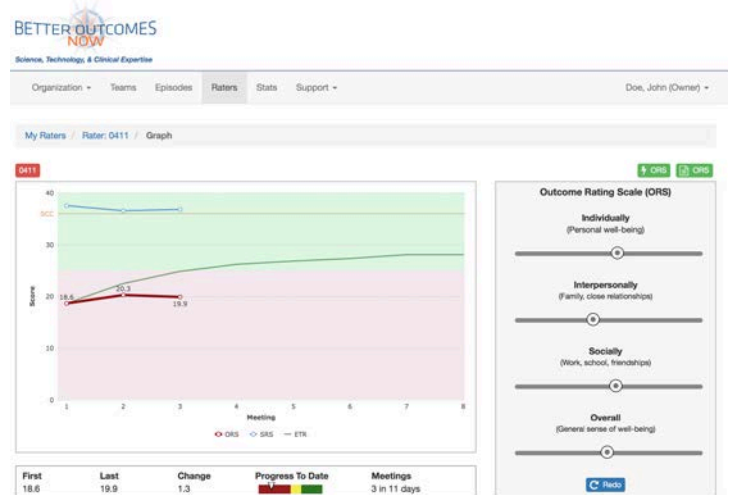 BETTER OUTCOMES
NOW
Science, Technology, & Clinical Expertise
Organization Teams Episodes Raters Stats Support Doe, John (Owner)
My Raters / Rater: 0411 / Graph
0411 ORS ORS
40
SCC
30
20
10
0
Score
18.6
20.3
19.9
1 2 3 4 5 6 7 8
Meeting
ORS SRS ETR
Outcome Rating Scale (ORS)
Individually
(Personal well-being)
Interpersonally
(Family, close relationships)
Socially
(Work, school, friendships)
Overall
(General sense of well-being)
Redo
First Last Change Progress To Date Meetings
18.6 19.9 1.3 3 in 11 days